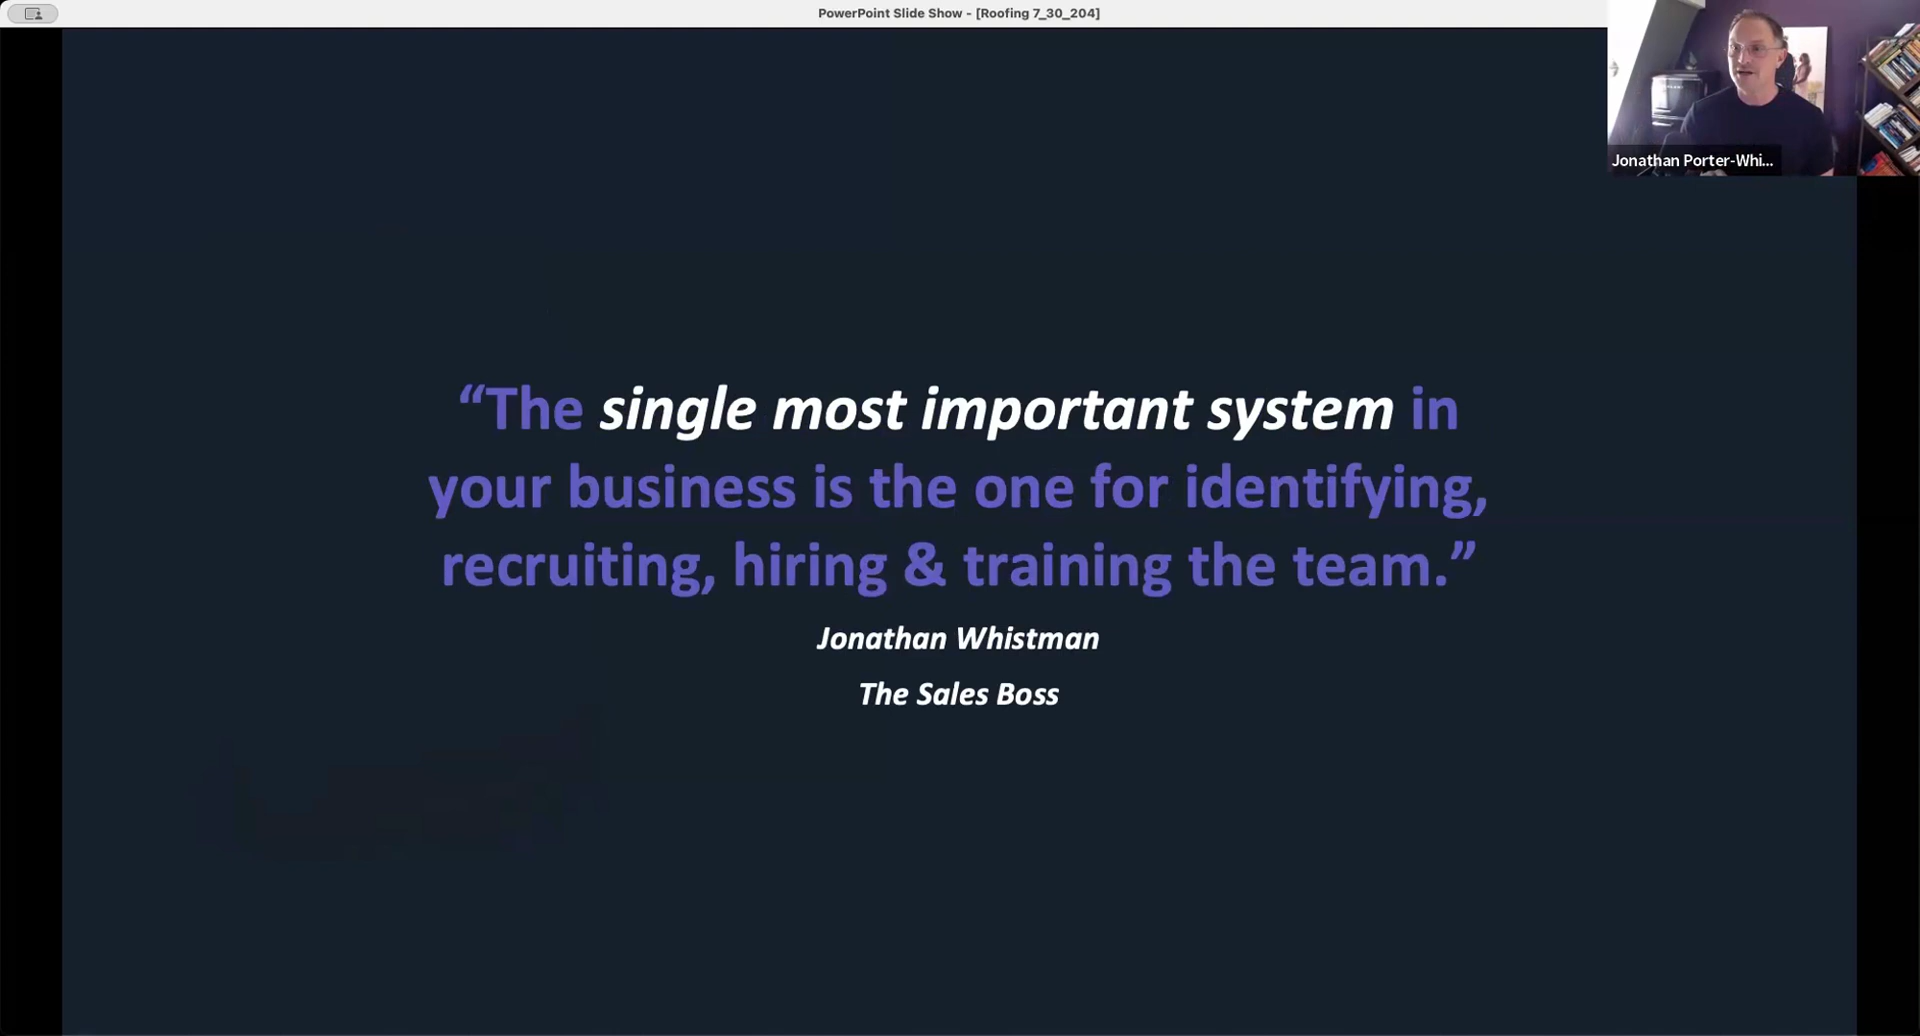 PowerPoint Slide Show - [Roofing 7_30_204]
Jonathan Porter-Whi...
“The single most important system in
your business is the one for identifying,
recruiting, hiring & training the team.”
Jonathan Whistman
The Sales Boss